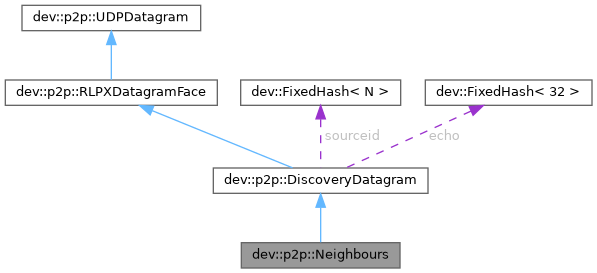 dev::p2p::UDPDatagram
dev::p2p::RLPXDatagramFace
dev::FixedHash< N >
dev::FixedHash< 32 >
sourceid
echo
dev::p2p::DiscoveryDatagram
dev::p2p::Neighbours